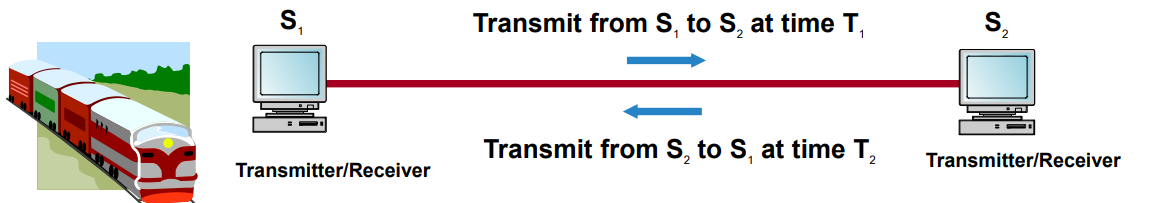 S₁
Transmit from S₁ to S₂ at time T₁
S₂
Transmit from S₂ to S₁ at time T₂
Transmitter/Receiver
Transmitter/Receiver